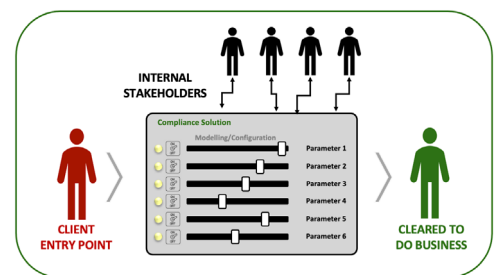 INTERNAL
STAKEHOLDERS
Compliance Solution
Modelling/Configuration
Parameter 1
Parameter 2
Parameter 3
Parameter 4
Parameter 5
Parameter 6
CLIENT
ENTRY POINT
CLEARED TO
DO BUSINESS